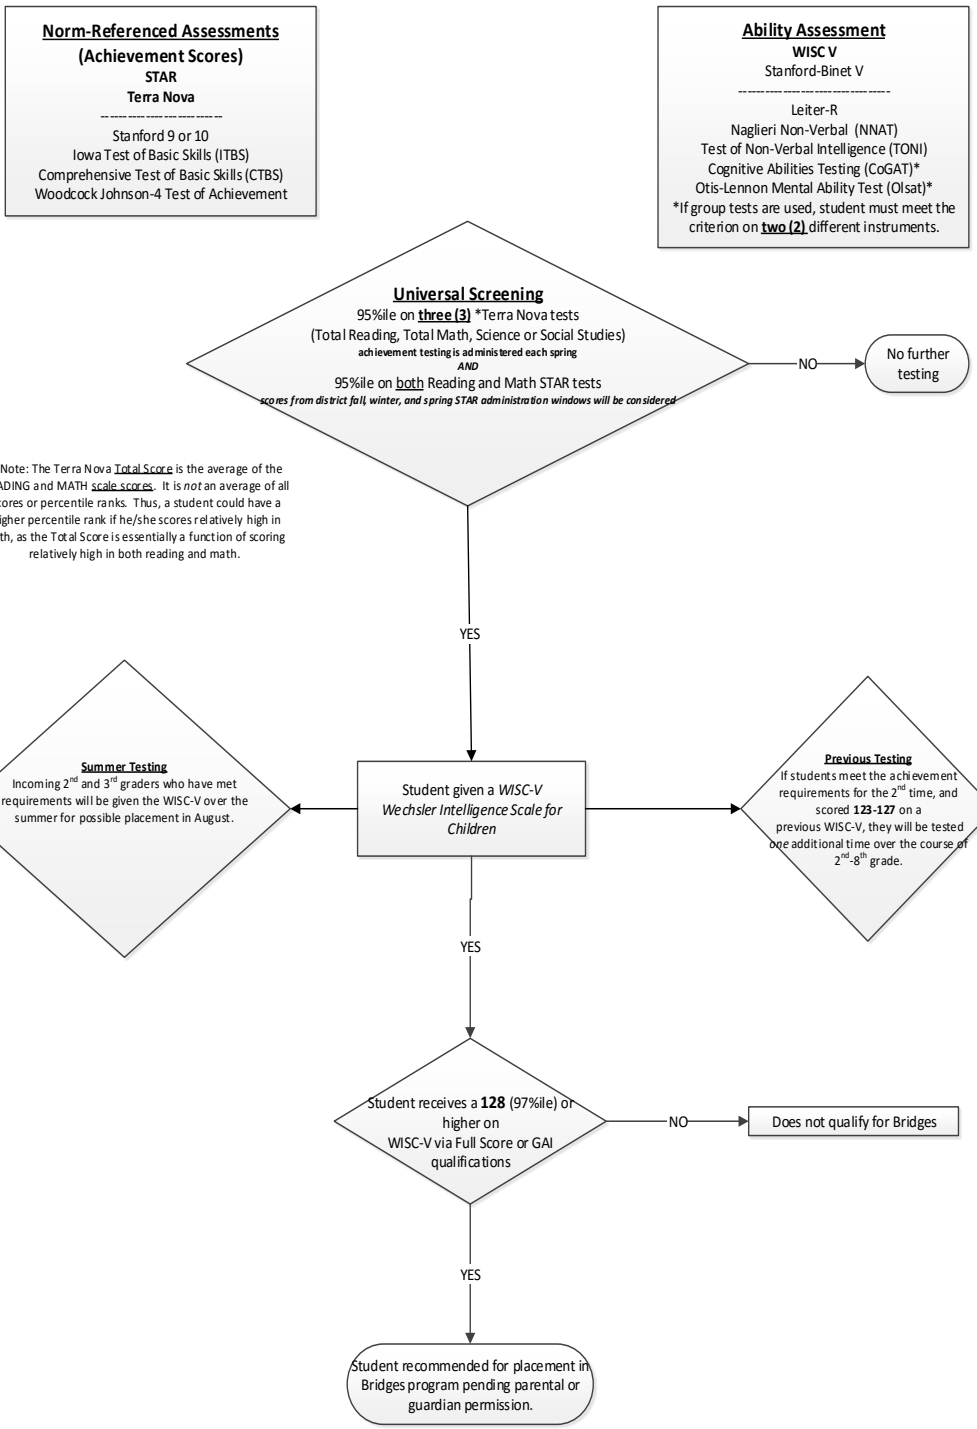 Norm-Referenced Assessments
(Achievement Scores)
STAR
Terra Nova
---------------------------
Stanford 9 or 10
Iowa Test of Basic Skills (ITBS)
Comprehensive Test of Basic Skills (CTBS)
Woodcock Johnson-4 Test of Achievement
Ability Assessment
WISC V
Stanford-Binet V
----------------------------------
Leiter-R
Naglieri Non-Verbal (NNAT)
Test of Non-Verbal Intelligence (TONI)
Cognitive Abilities Testing (CoGAT)*
Otis-Lennon Mental Ability Test (Olsat)*
*If group tests are used, student must meet the
criterion on two (2) different instruments.
Universal Screening
95%ile on three (3) *Terra Nova tests
(Total Reading, Total Math, Science or Social Studies)
achievement testing is administered each spring
AND
95%ile on both Reading and Math STAR tests
scores from district fall, winter, and spring STAR administration windows will be considered
NO
No further
testing
Note: The Terra Nova Total Score is the average of the
ADING and MATH scale scores. It is not an average of all
cores or percentile ranks. Thus, a student could have a
igher percentile rank if he/she scores relatively high in
th, as the Total Score is essentially a function of scoring
relatively high in both reading and math.
YES
Summer Testing
Incoming 2nd and 3rd graders who have met
requirements will be given the WISC-V over the
summer for possible placement in August.
Student given a WISC-V
Wechsler Intelligence Scale for
Children
Previous Testing
If students meet the achievement
requirements for the 2nd time, and
scored 123-127 on a
previous WISC-V, they will be tested
one additional time over the course of
2nd-8th grade.
YES
Student receives a 128 (97%ile) or
higher on
WISC-V via Full Score or GAI
qualifications
NO
Does not qualify for Bridges
YES
Student recommended for placement in
Bridges program pending parental or
guardian permission.